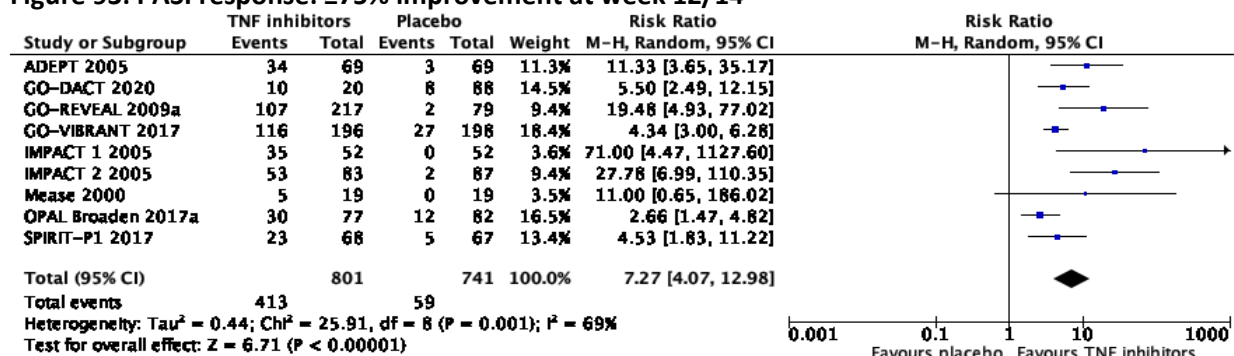 Figure PASI response: ≥75% improvement at week 12/14
TNF inhibitors Placebo Risk Ratio Risk Ratio
Study or Subgroup Events Total Events Total Weight M-H, Random, 95% CI M-H, Random, 95% CI
ADEPT 2005 34 69 3 69 11.3% 11.33 [3.65, 35.17]
GO-DACT 2020 10 20 8 88 14.5% 5.50 [2.49, 12.15]
GO-REVEAL 2009a 107 217 2 79 9.4% 19.48 [4.93, 77.02]
GO-VIBRANT 2017 116 196 27 198 18.4% 4.34 [3.00, 6.28]
IMPACT 1 2005 35 52 0 52 3.6% 71.00 [4.47, 1127.60]
IMPACT 2 2005 53 83 2 87 9.4% 27.78 [6.99, 110.35]
Mease 2000 5 19 0 19 3.5% 11.00 [0.65, 186.02]
OPAL Broaden 2017a 30 77 12 82 16.5% 2.66 [1.47, 4.82]
SPIRIT-P1 2017 23 68 5 67 13.4% 4.53 [1.83, 11.22]
Total (95% CI) 801 741 100.0% 7.27 [4.07, 12.98]
Total events 413 59
Heterogeneity: Tau² = 0.44; Chi² = 25.91, df = 8 (P = 0.001); I² = 69%
Test for overall effect: Z = 6.71 (P < 0.00001)
0.001 0.1 1 10 1000
Favours placebo Favours TNF inhibitors